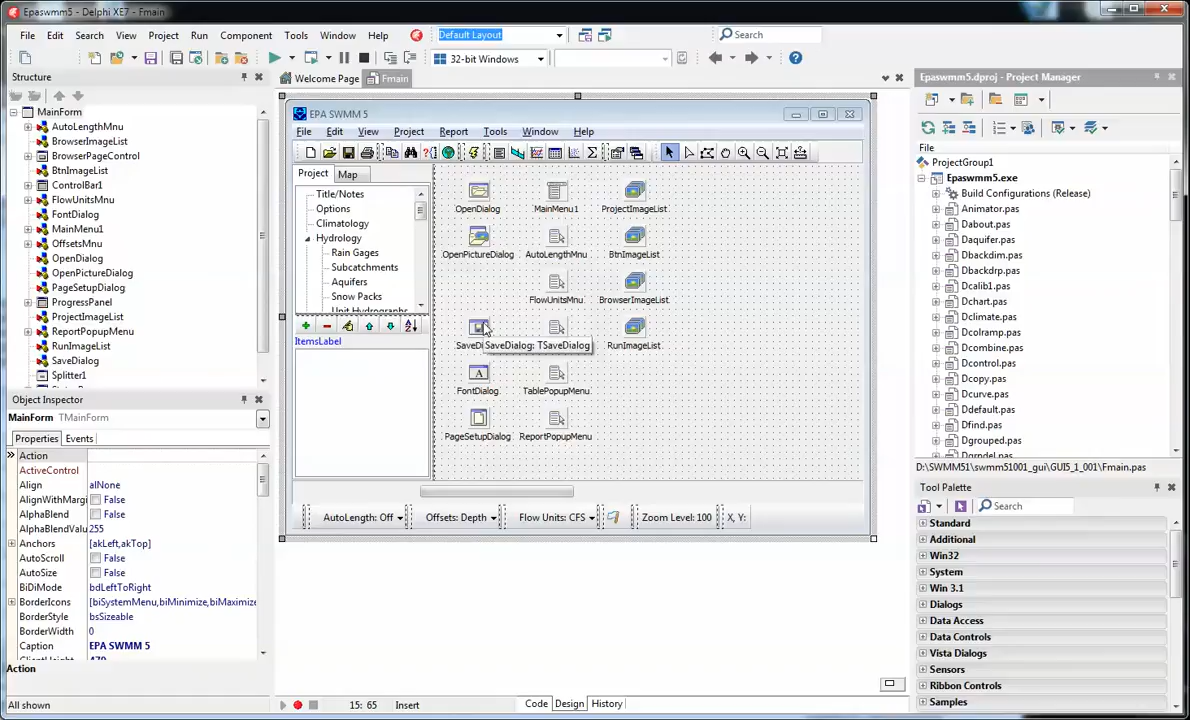 Epaswmm5 - Delphi XE7 - Fmain
File Edit Search View Project Run Component Tools Window Help
Default Layout
Search
32-bit Windows
Structure
MainForm
AutoLengthMnu
BrowserImageList
BrowserPageControl
BtnImageList
ControlBar1
FlowUnitsMnu
FontDialog
MainMenu1
OffsetsMnu
OpenDialog
OpenPictureDialog
PageSetupDialog
ProgressPanel
ProjectImageList
ReportPopupMenu
RunImageList
SaveDialog
Splitter1
Object Inspector
MainForm TMainForm
Properties Events
Action
ActiveControl
Align alNone
AlignWithMargi False
AlphaBlend False
AlphaBlendValu 255
Anchors [akLeft,akTop]
AutoScroll False
AutoSize False
BiDiMode bdLeftToRight
BorderIcons [biSystemMenu,biMinimize,biMaximize
BorderStyle bsSizeable
BorderWidth 0
Caption EPA SWMM 5
Action
All shown
Welcome Page Fmain
EPA SWMM 5
File Edit View Project Report Tools Window Help
Project Map
Title/Notes
Options
Climatology
Hydrology
Rain Gages
Subcatchments
Aquifers
Snow Packs
Unit Hydrographs
ItemsLabel
OpenDialog MainMenu1 ProjectImageList
OpenPictureDialog AutoLengthMnu BtnImageList
FlowUnitsMnu BrowserImageList
SaveDi SaveDialog: TSaveDialog RunImageList
FontDialog TablePopupMenu
PageSetupDialog ReportPopupMenu
AutoLength: Off Offsets: Depth Flow Units: CFS Zoom Level: 100 X, Y:
15: 65 Insert Code Design History
Epaswmm5.dproj - Project Manager
File
ProjectGroup1
Epaswmm5.exe
Build Configurations (Release)
Animator.pas
Dabout.pas
Daquifer.pas
Dbackdim.pas
Dbackdrp.pas
Dcalib1.pas
Dchart.pas
Dclimate.pas
Dcolramp.pas
Dcombine.pas
Dcontrol.pas
Dcopy.pas
Dcurve.pas
Ddefault.pas
Dfind.pas
Dgrouped.pas
D:\SWMM51\swmm51001_gui\GUI5_1_001\Fmain.pas
Tool Palette
Search
Standard
Additional
Win32
System
Win 3.1
Dialogs
Data Access
Data Controls
Vista Dialogs
Sensors
Ribbon Controls
Samples